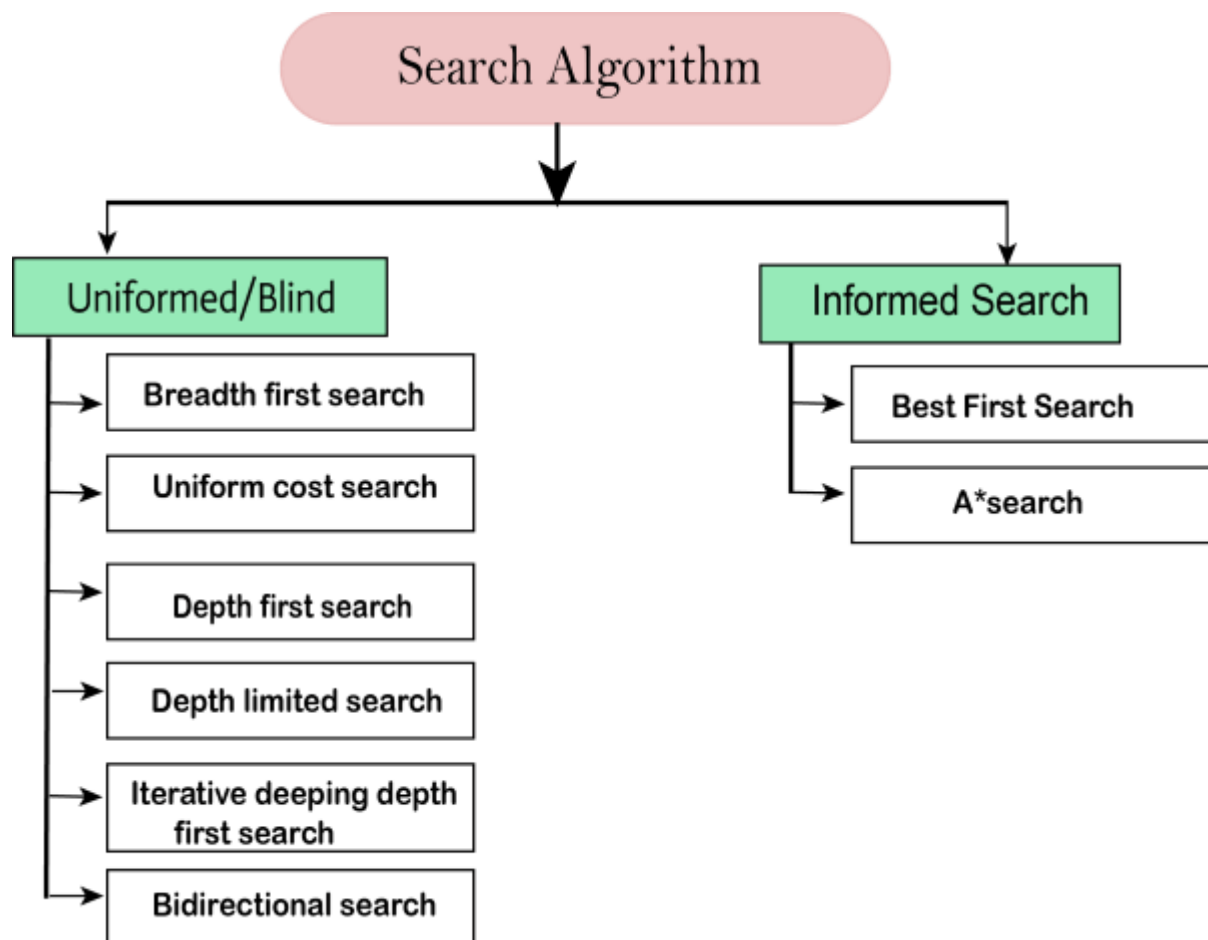 Search Algorithm
Uniformed/Blind
Breadth first search
Uniform cost search
Depth first search
Depth limited search
Iterative deeping depth
first search
Bidirectional search
Informed Search
Best First Search
A*search